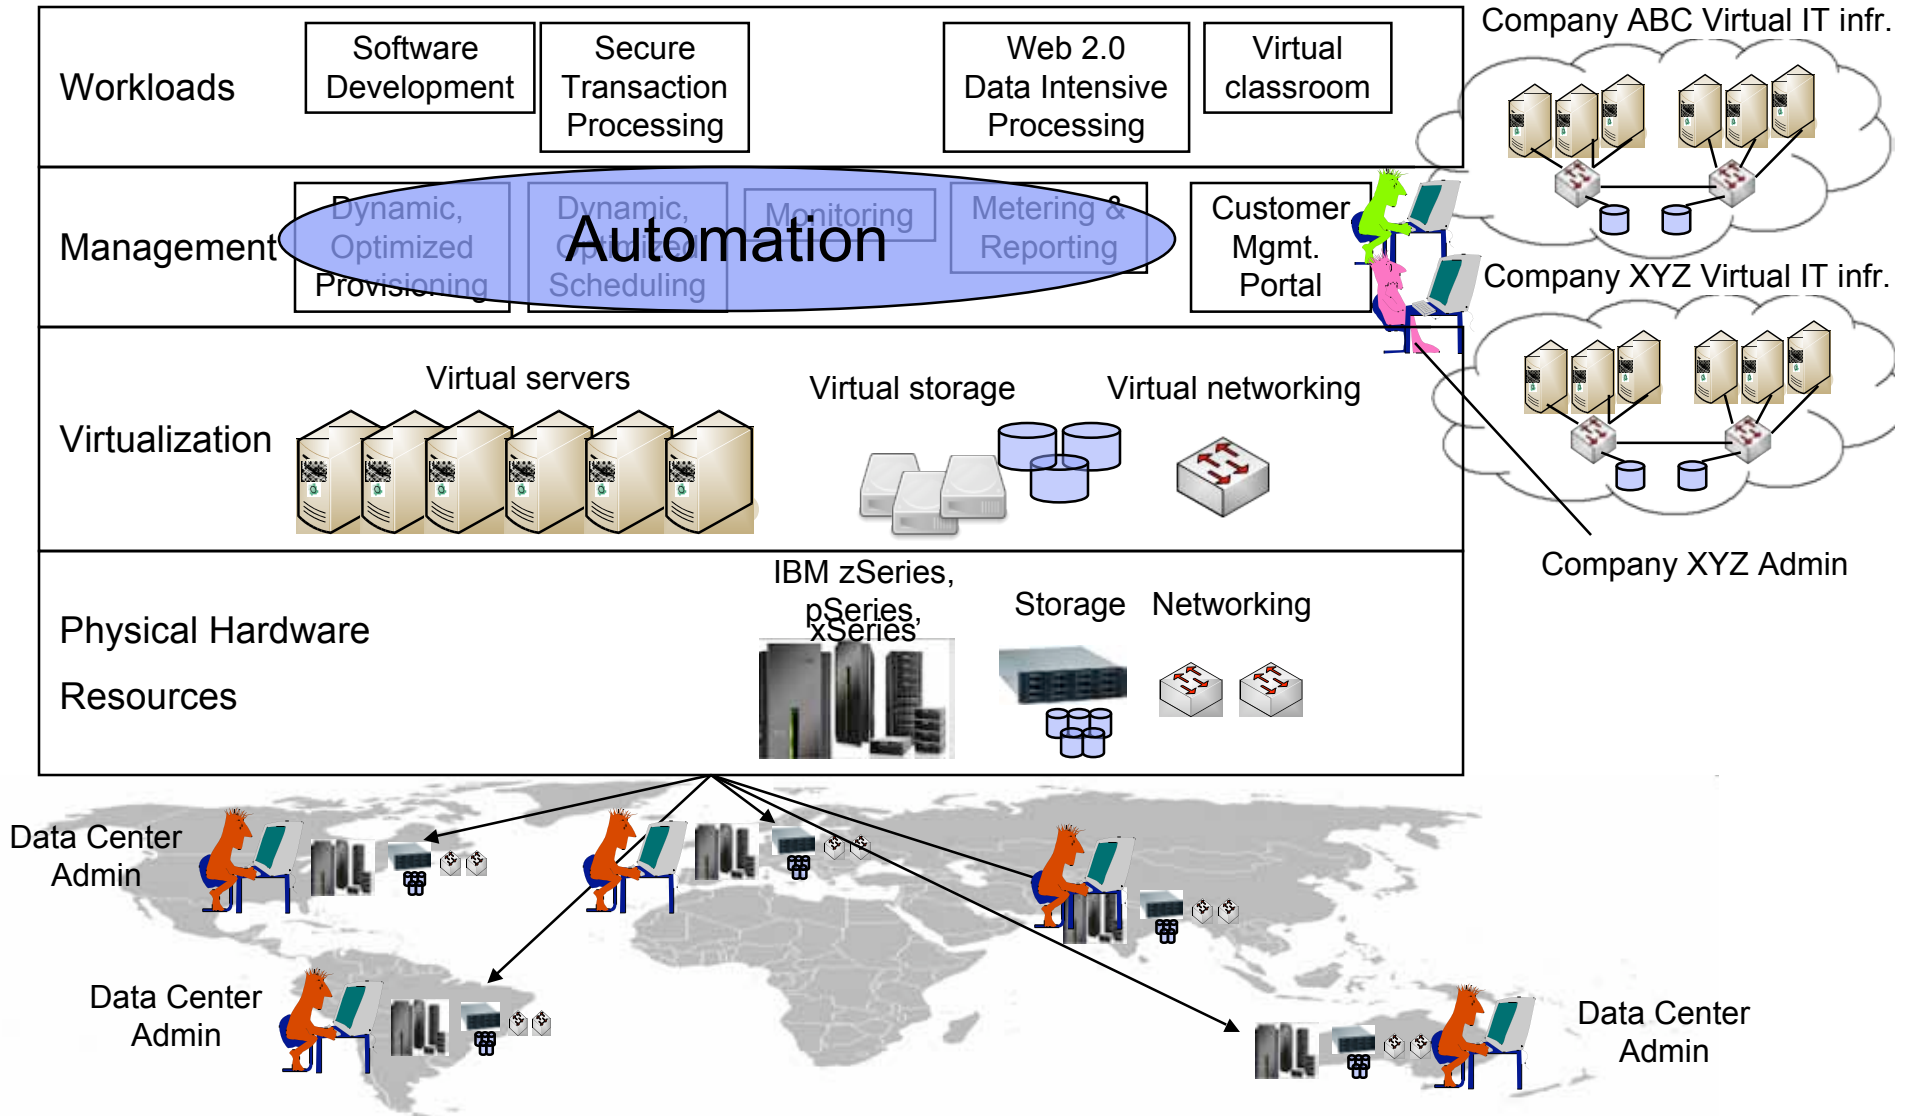 Company ABC Virtual IT infr.
Workloads
Software
Development
Secure
Transaction
Processing
Web 2.0
Data Intensive
Processing
Virtual
classroom
Management
Dynamic,
Optimized
Provisioning
Dynamic,
Optimized
Scheduling
Monitoring
Metering &
Reporting
Automation
Customer
Mgmt.
Portal
Company XYZ Virtual IT infr.
Virtualization
Virtual servers
Virtual storage
Virtual networking
Company XYZ Admin
Physical Hardware
Resources
IBM zSeries,
pSeries,
xSeries
Storage
Networking
Data Center
Admin
Data Center
Admin
Data Center
Admin